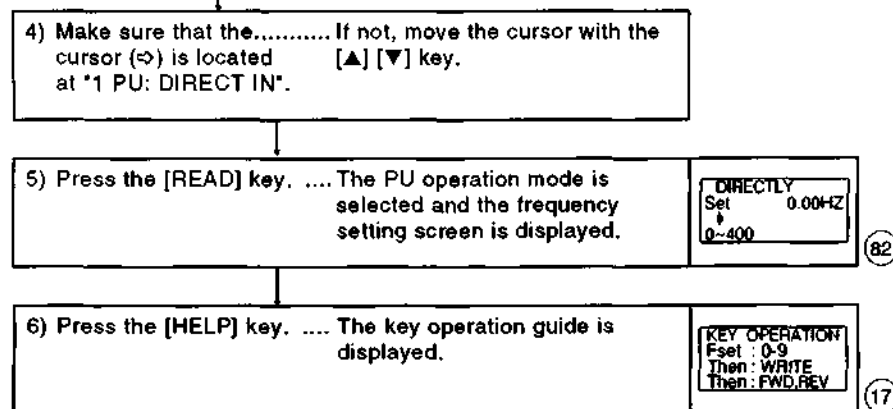 4) Make sure that the........... If not, move the cursor with the
cursor (⇨) is located [▲] [▼] key.
at "1 PU: DIRECT IN".
5) Press the [READ] key. .... The PU operation mode is
selected and the frequency
setting screen is displayed.
DIRECTLY
Set 0.00HZ
0~400
82
6) Press the [HELP] key. .... The key operation guide is
displayed.
KEY OPERATION
Fset : 0-9
Then : WRITE
Then : FWD,REV
17